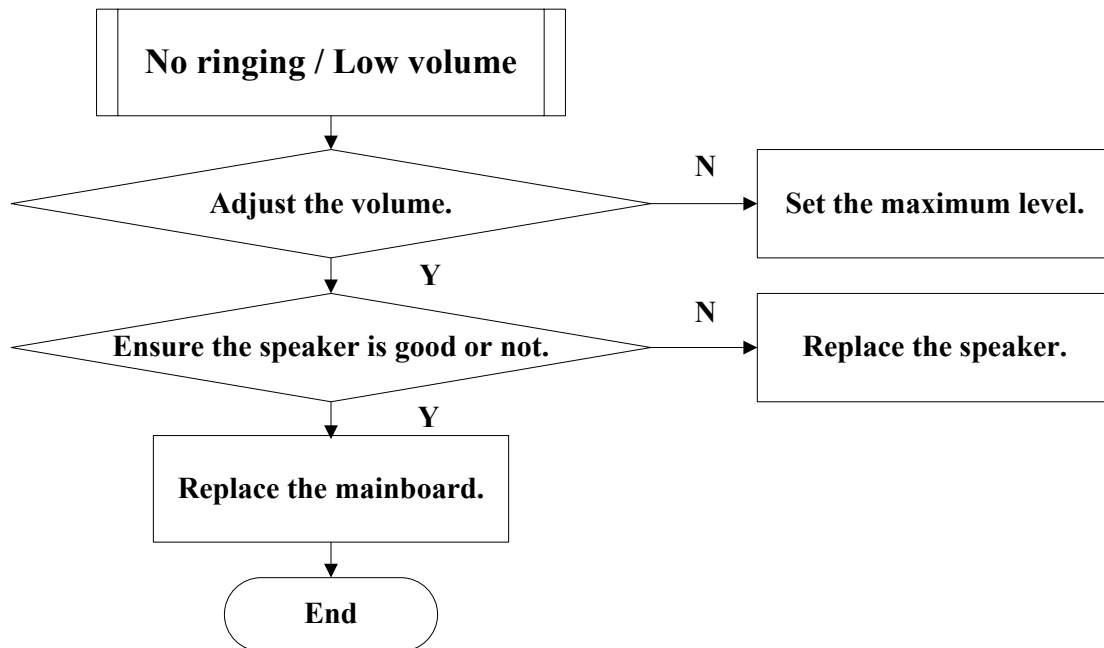 No ringing / Low volume
N
Adjust the volume.
Set the maximum level.
Y
N
Ensure the speaker is good or not.
Replace the speaker.
Y
Replace the mainboard.
End